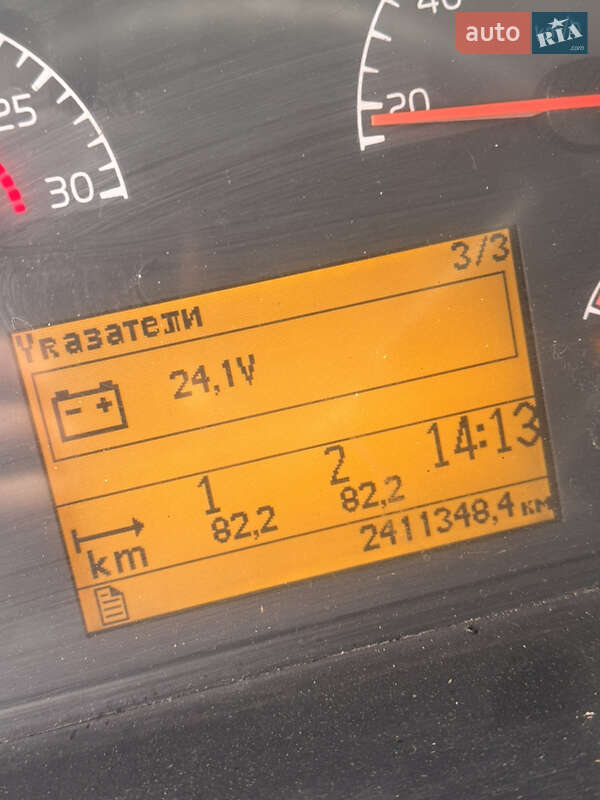 40
auto RIA
.com
20
25
30
3/3
Указатели
- +
24,1V
1 2 14:13
km 82,2 82,2
2411348,4 км